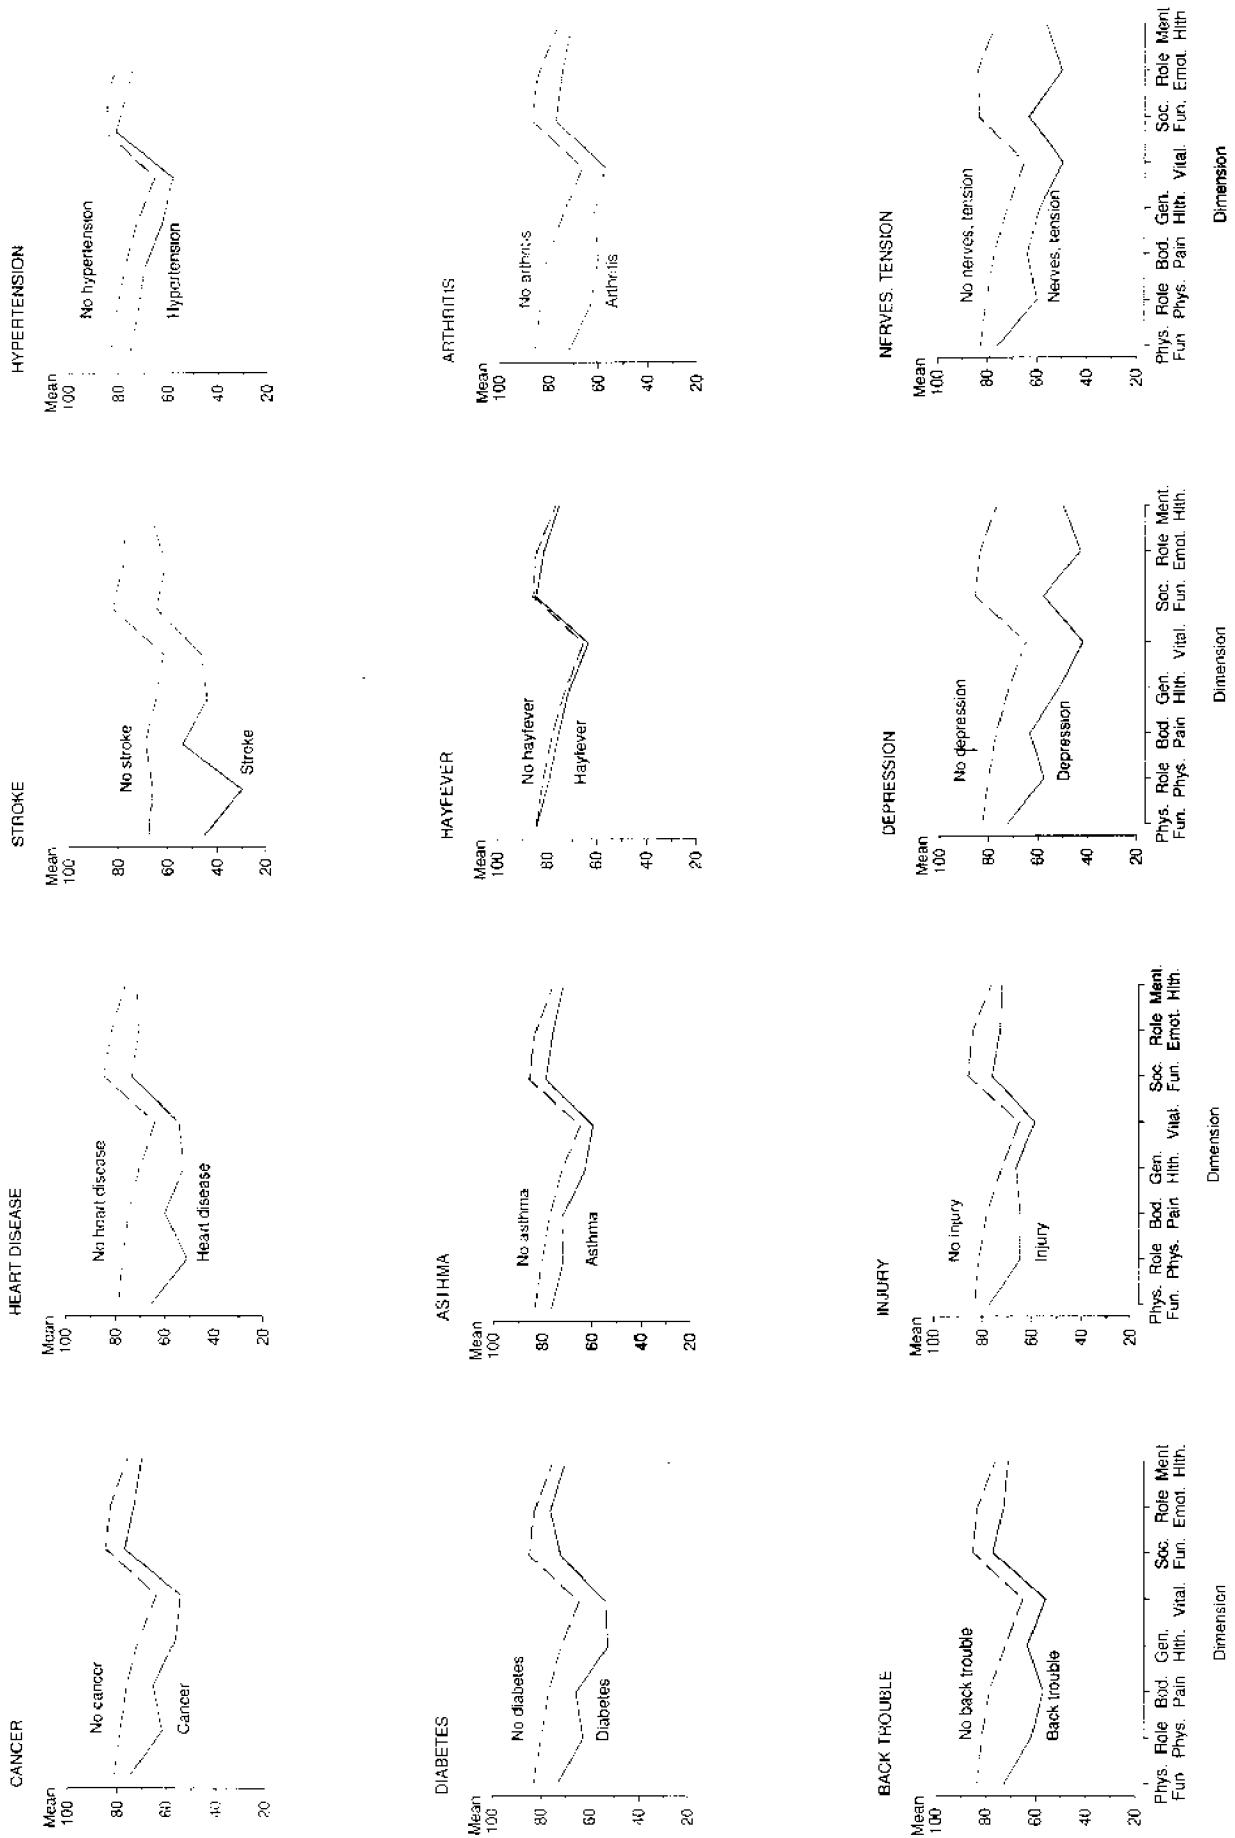 CANCER
Mean
100
80
60
40
20
No cancer
Cancer
HEART DISEASE
Mean
100
80
60
40
20
No heart disease
Heart disease
STROKE
Mean
100
80
60
40
20
No stroke
Stroke
HYPERTENSION
Mean
100
80
60
40
20
No hypertension
Hypertension
DIABETES
Mean
100
80
60
40
20
No diabetes
Diabetes
ASTHMA
Mean
100
80
60
40
20
No asthma
Asthma
HAYFEVER
Mean
100
80
60
40
20
No hayfever
Hayfever
ARTHRITIS
Mean
100
80
60
40
20
No arthritis
Arthritis
BACK TROUBLE
Mean
100
80
60
40
20
No back trouble
Back trouble
Phys. Role Bod. Gen. Vital. Soc. Role Ment
Fun. Phys. Pain Hlth. Fun. Emot. Hlth.
Dimension
INJURY
Mean
100
80
60
40
20
No injury
Injury
Phys. Role Bod. Gen. Vital. Soc. Role Ment.
Fun. Phys. Pain Hlth. Fun. Emot. Hlth.
Dimension
DEPRESSION
Mean
100
80
60
40
20
No depression
Depression
Phys. Role Bod. Gen. Vital. Soc. Role Ment.
Fun. Phys. Pain Hlth. Fun. Emot. Hlth.
Dimension
NERVES, TENSION
Mean
100
80
60
40
20
No nerves, tension
Nerves, tension
Phys. Role Bod. Gen. Vital. Soc. Role Ment
Fun Phys. Pain Hlth. Fun. Emot. Hlth
Dimension